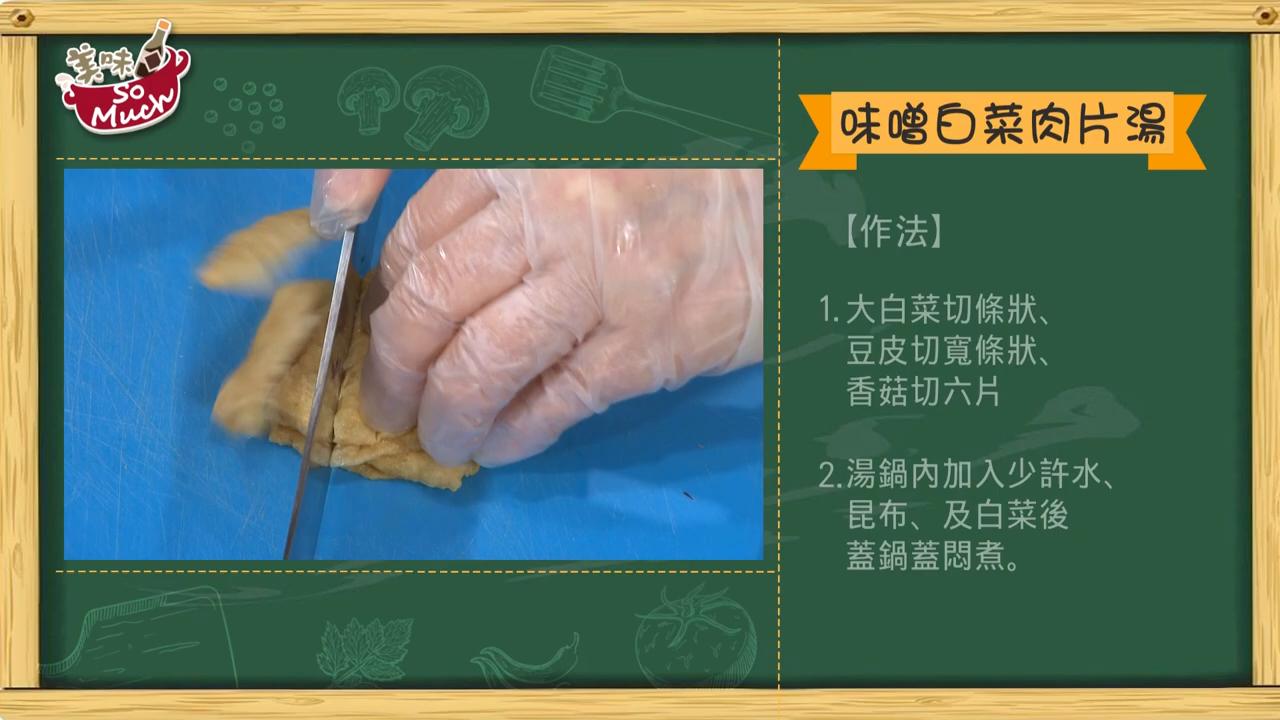 美味
So
Much
味噌白菜肉片湯
【作法】
1.大白菜切條狀、
豆皮切寬條狀、
香菇切六片
2.湯鍋內加入少許水、
昆布、及白菜後
蓋鍋蓋悶煮。